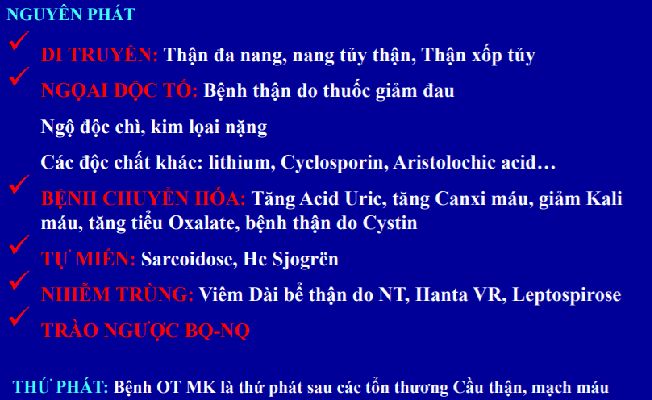 NGUYÊN PHÁT
DI TRUYỀN: Thận đa nang, nang tủy thận, Thận xốp tủy
NGỌAI ĐỘC TỐ: Bệnh thận do thuốc giảm đau
Ngộ độc chì, kim lọai nặng
Các độc chất khác: lithium, Cyclosporin, Aristolochic acid…
BỆNH CHUYỂN HÓA: Tăng Acid Uric, tăng Canxi máu, giảm Kali
máu, tăng tiểu Oxalate, bệnh thận do Cystin
TỰ MIỄN: Sarcoidose, Hc Sjogrën
NHIỄM TRÙNG: Viêm Dài bể thận do NT, Hanta VR, Leptospirose
TRÀO NGƯỢC BQ-NQ
THỨ PHÁT: Bệnh OT MK là thứ phát sau các tổn thương Cầu thận, mạch máu